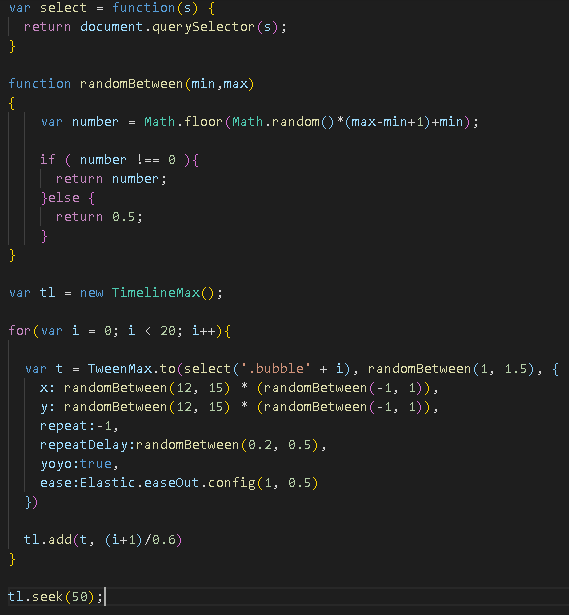 var select = function(s) {
  return document.querySelector(s);
}

function randomBetween(min,max)
{
    var number = Math.floor(Math.random()*(max-min+1)+min);

    if ( number !== 0 ){
      return number;
    }else {
      return 0.5;
    }
}

var tl = new TimelineMax();

for(var i = 0; i < 20; i++){

  var t = TweenMax.to(select('.bubble' + i), randomBetween(1, 1.5), {
    x: randomBetween(12, 15) * (randomBetween(-1, 1)),
    y: randomBetween(12, 15) * (randomBetween(-1, 1)),
    repeat:-1,
    repeatDelay:randomBetween(0.2, 0.5),
    yoyo:true,
    ease:Elastic.easeOut.config(1, 0.5)
  })

  tl.add(t, (i+1)/0.6)
}

tl.seek(50);